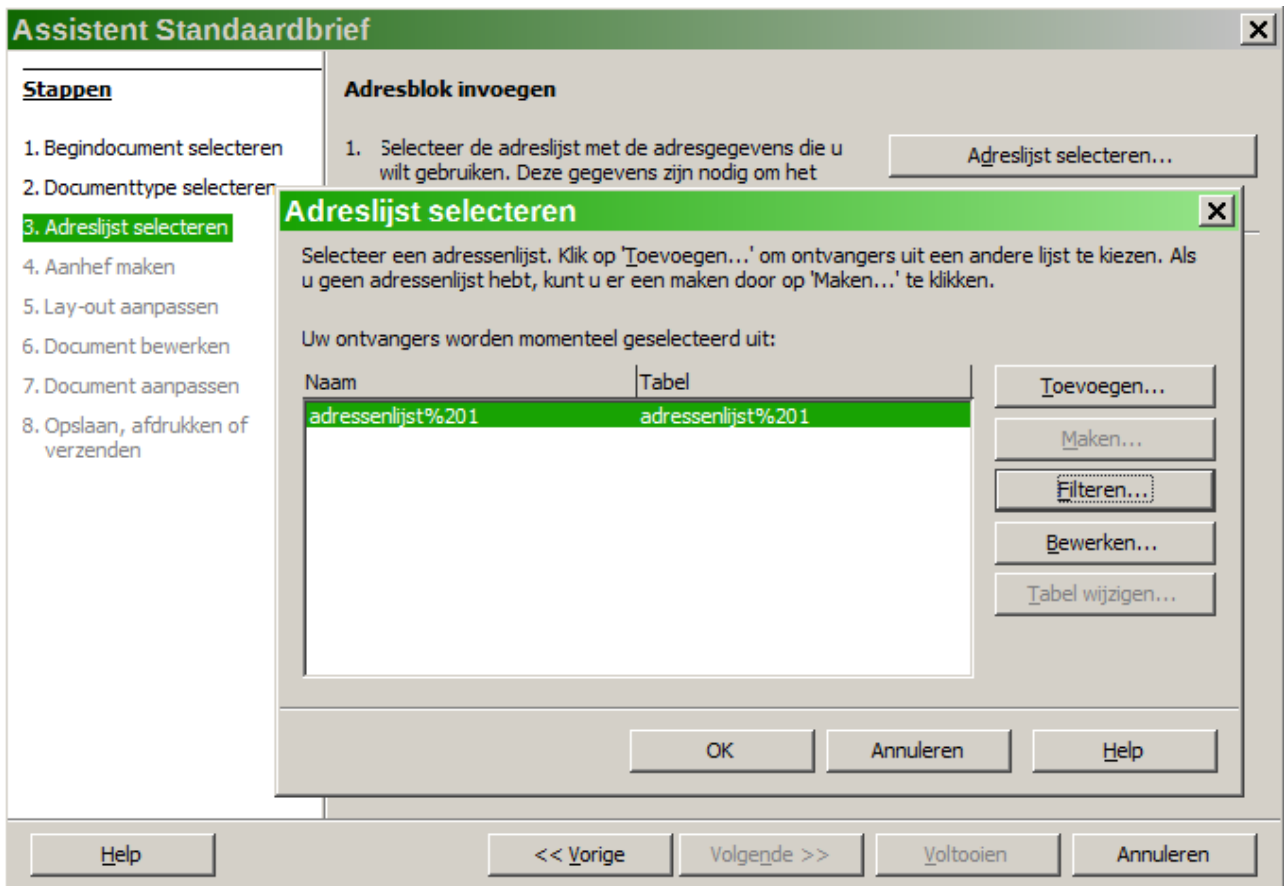 Assistent Standaardbrief
Stappen
1. Begindocument selecteren
2. Documenttype selecteren
3. Adreslijst selecteren
4. Aanhef maken
5. Lay-out aanpassen
6. Document bewerken
7. Document aanpassen
8. Opslaan, afdrukken of
verzenden
Adresblok invoegen
1. Selecteer de adreslijst met de adresgegevens die u
wilt gebruiken. Deze gegevens zijn nodig om het
Adreslijst selecteren...
Adreslijst selecteren
Selecteer een adressenlijst. Klik op 'Toevoegen...' om ontvangers uit een andere lijst te kiezen. Als
u geen adressenlijst hebt, kunt u er een maken door op 'Maken...' te klikken.
Uw ontvangers worden momenteel geselecteerd uit:
Naam Tabel
adressenlijst%201 adressenlijst%201
Toevoegen...
Maken...
Filteren...
Bewerken...
Tabel wijzigen...
OK Annuleren Help
Help << Vorige Volgende >> Voltooien Annuleren